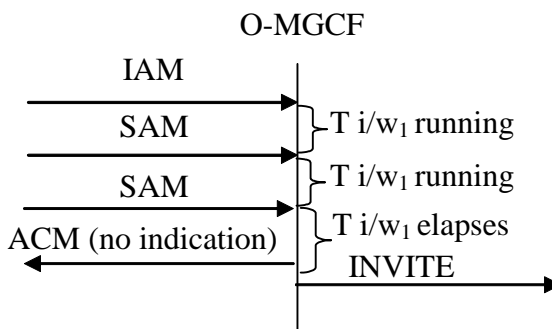 O-MGCF
IAM
T i/w₁ running
SAM
T i/w₁ running
SAM
T i/w₁ elapses
ACM (no indication)
INVITE